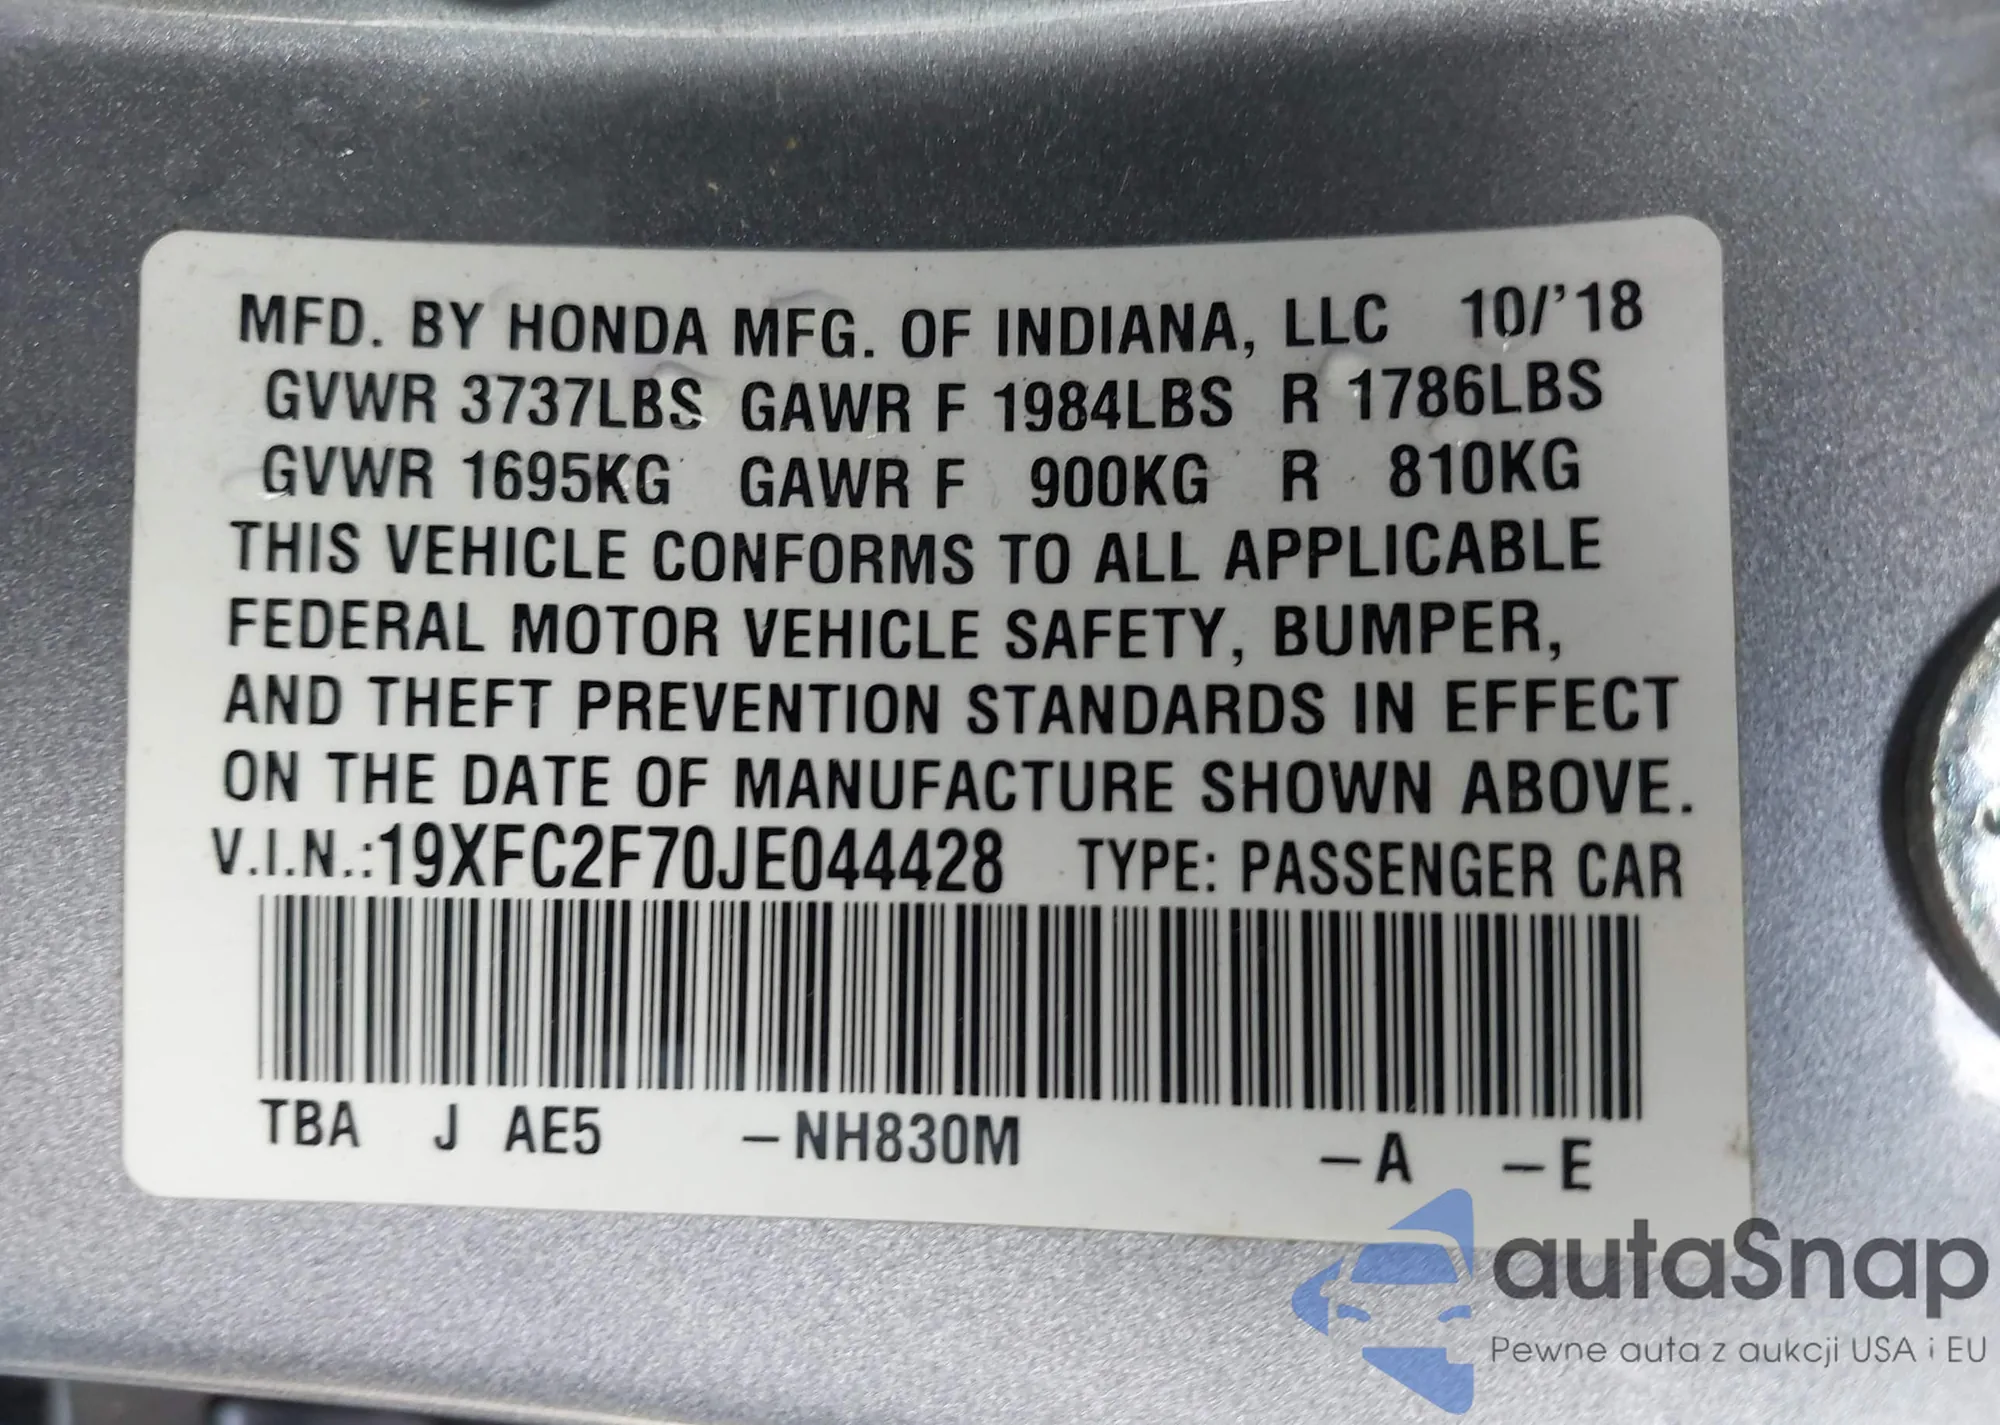 MFD. BY HONDA MFG. OF INDIANA, LLC 10/'18
GVWR 3737LBS GAWR F 1984LBS R 1786LBS
GVWR 1695KG GAWR F 900KG R 810KG
THIS VEHICLE CONFORMS TO ALL APPLICABLE
FEDERAL MOTOR VEHICLE SAFETY, BUMPER,
AND THEFT PREVENTION STANDARDS IN EFFECT
ON THE DATE OF MANUFACTURE SHOWN ABOVE.
V.I.N.:19XFC2F70JE044428 TYPE: PASSENGER CAR
TBA J AE5 –NH830M –A –E
autaSnap
Pewne auta z aukcji USA i EU